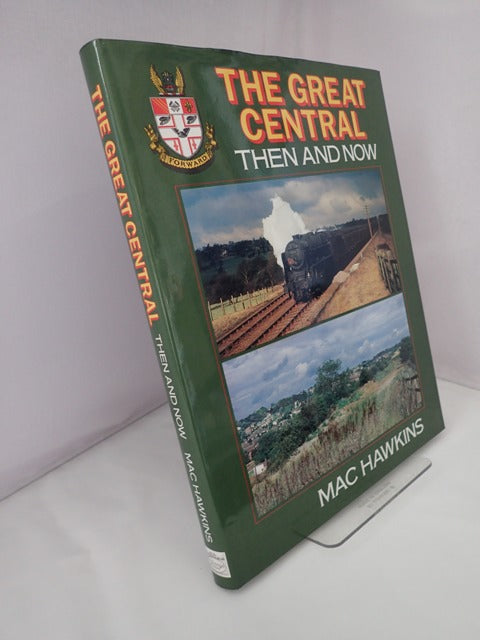 THE GREAT
CENTRAL
THEN AND NOW
FORWARD
MAC HAWKINS
THE GREAT CENTRAL THEN AND NOW MAC HAWKINS